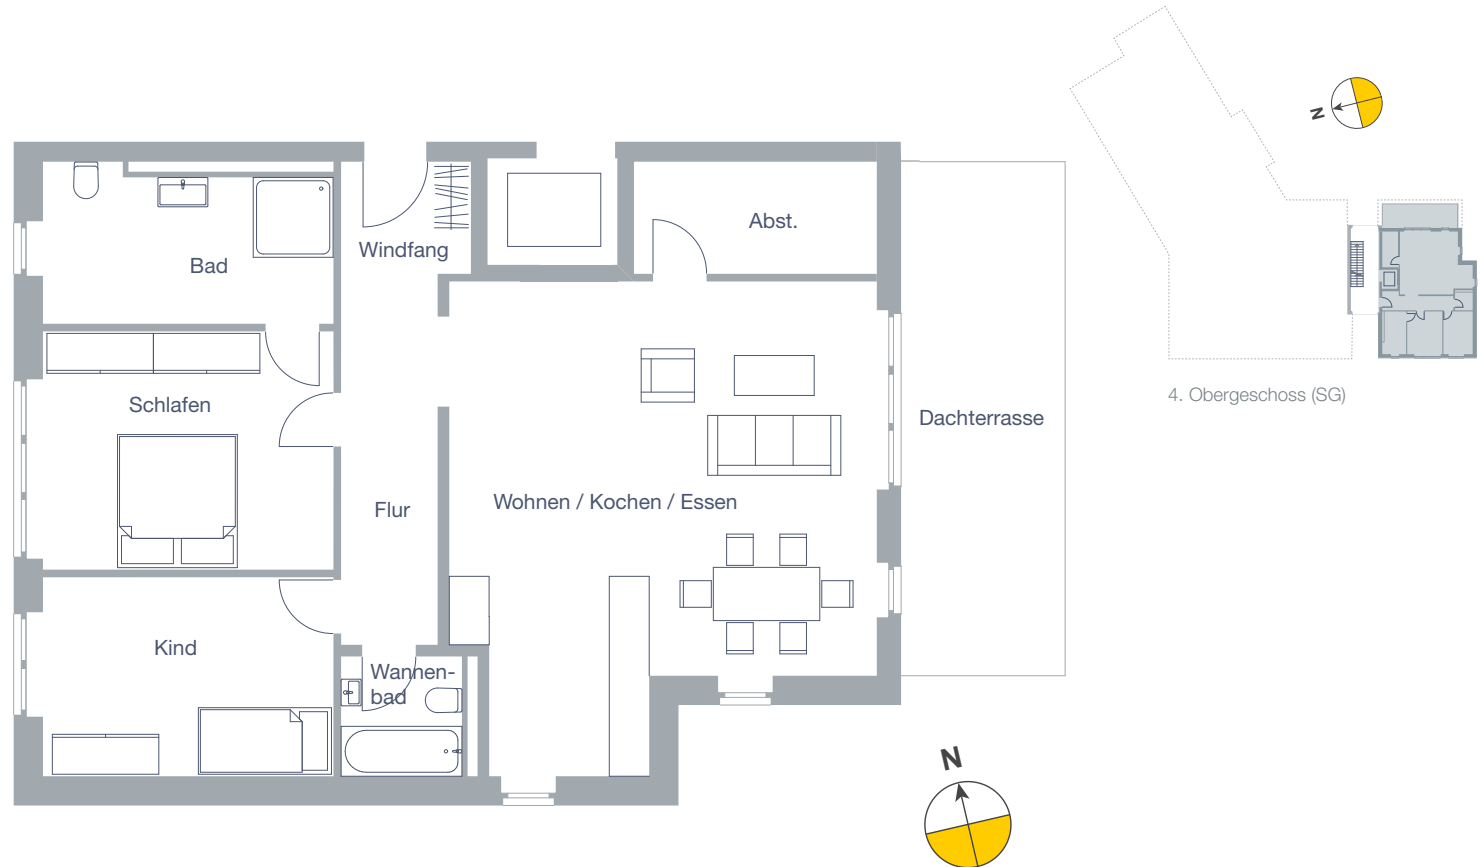 N
Abst.
Windfang
Bad
4. Obergeschoss (SG)
Schlafen
Dachterrasse
Wohnen / Kochen / Essen
Flur
Kind
Wannen-
bad
N